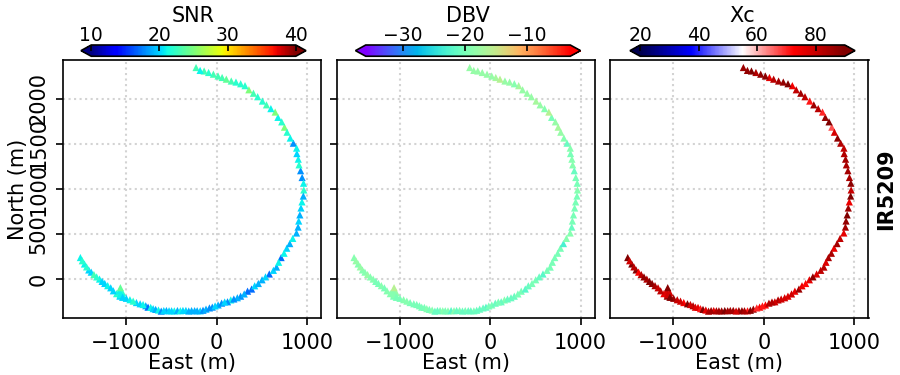 SNR DBV Xc
10 20 30 40 −30 −20 −10 20 40 60 80
2000
1500
1000
500
0
North (m)
IR5209
−1000 0 1000 −1000 0 1000 −1000 0 1000
East (m) East (m) East (m)